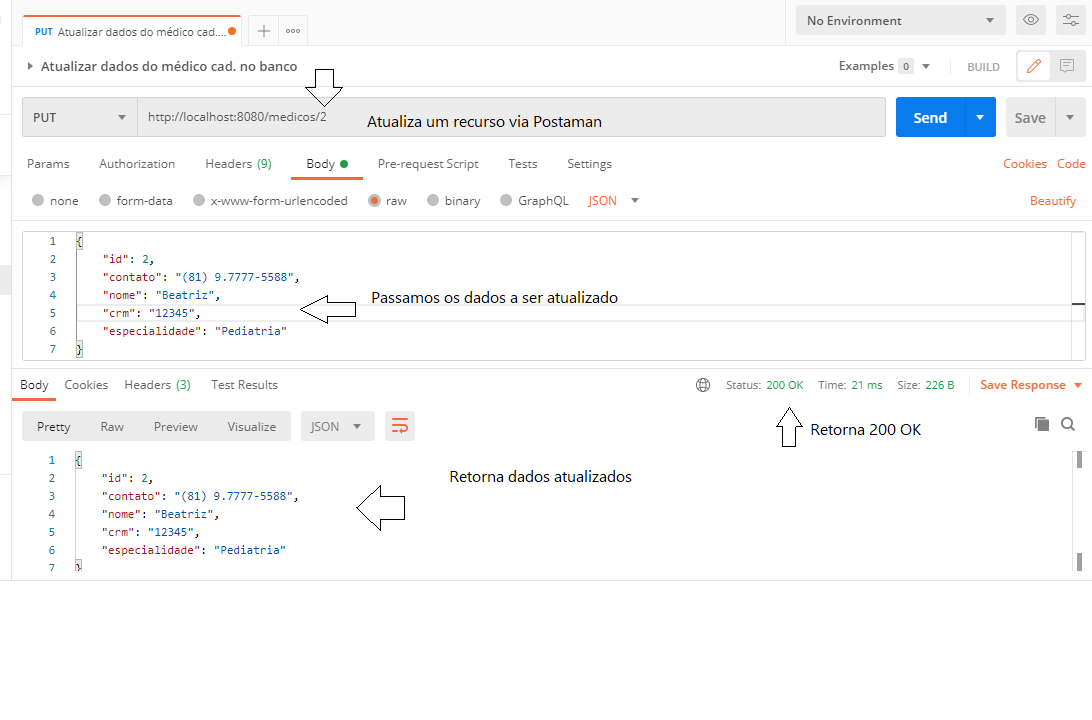 PUT Atualizar dados do médico cad....
No Environment
Atualizar dados do médico cad. no banco
Examples 0
BUILD
PUT
http://localhost:8080/medicos/2
Atualiza um recurso via Postaman
Send
Save
Params Authorization Headers (9) Body Pre-request Script Tests Settings
Cookies Code
none form-data x-www-form-urlencoded raw binary GraphQL JSON
Beautify
1 {
2 "id": 2,
3 "contato": "(81) 9.7777-5588",
4 "nome": "Beatriz",
Passamos os dados a ser atualizado
5 "crm": "12345",
6 "especialidade": "Pediatria"
7 }
Body Cookies Headers (3) Test Results
Status: 200 OK Time: 21 ms Size: 226 B
Save Response
Pretty Raw Preview Visualize JSON
Retorna 200 OK
1 {
2 "id": 2,
Retorna dados atualizados
3 "contato": "(81) 9.7777-5588",
4 "nome": "Beatriz",
5 "crm": "12345",
6 "especialidade": "Pediatria"
7 }